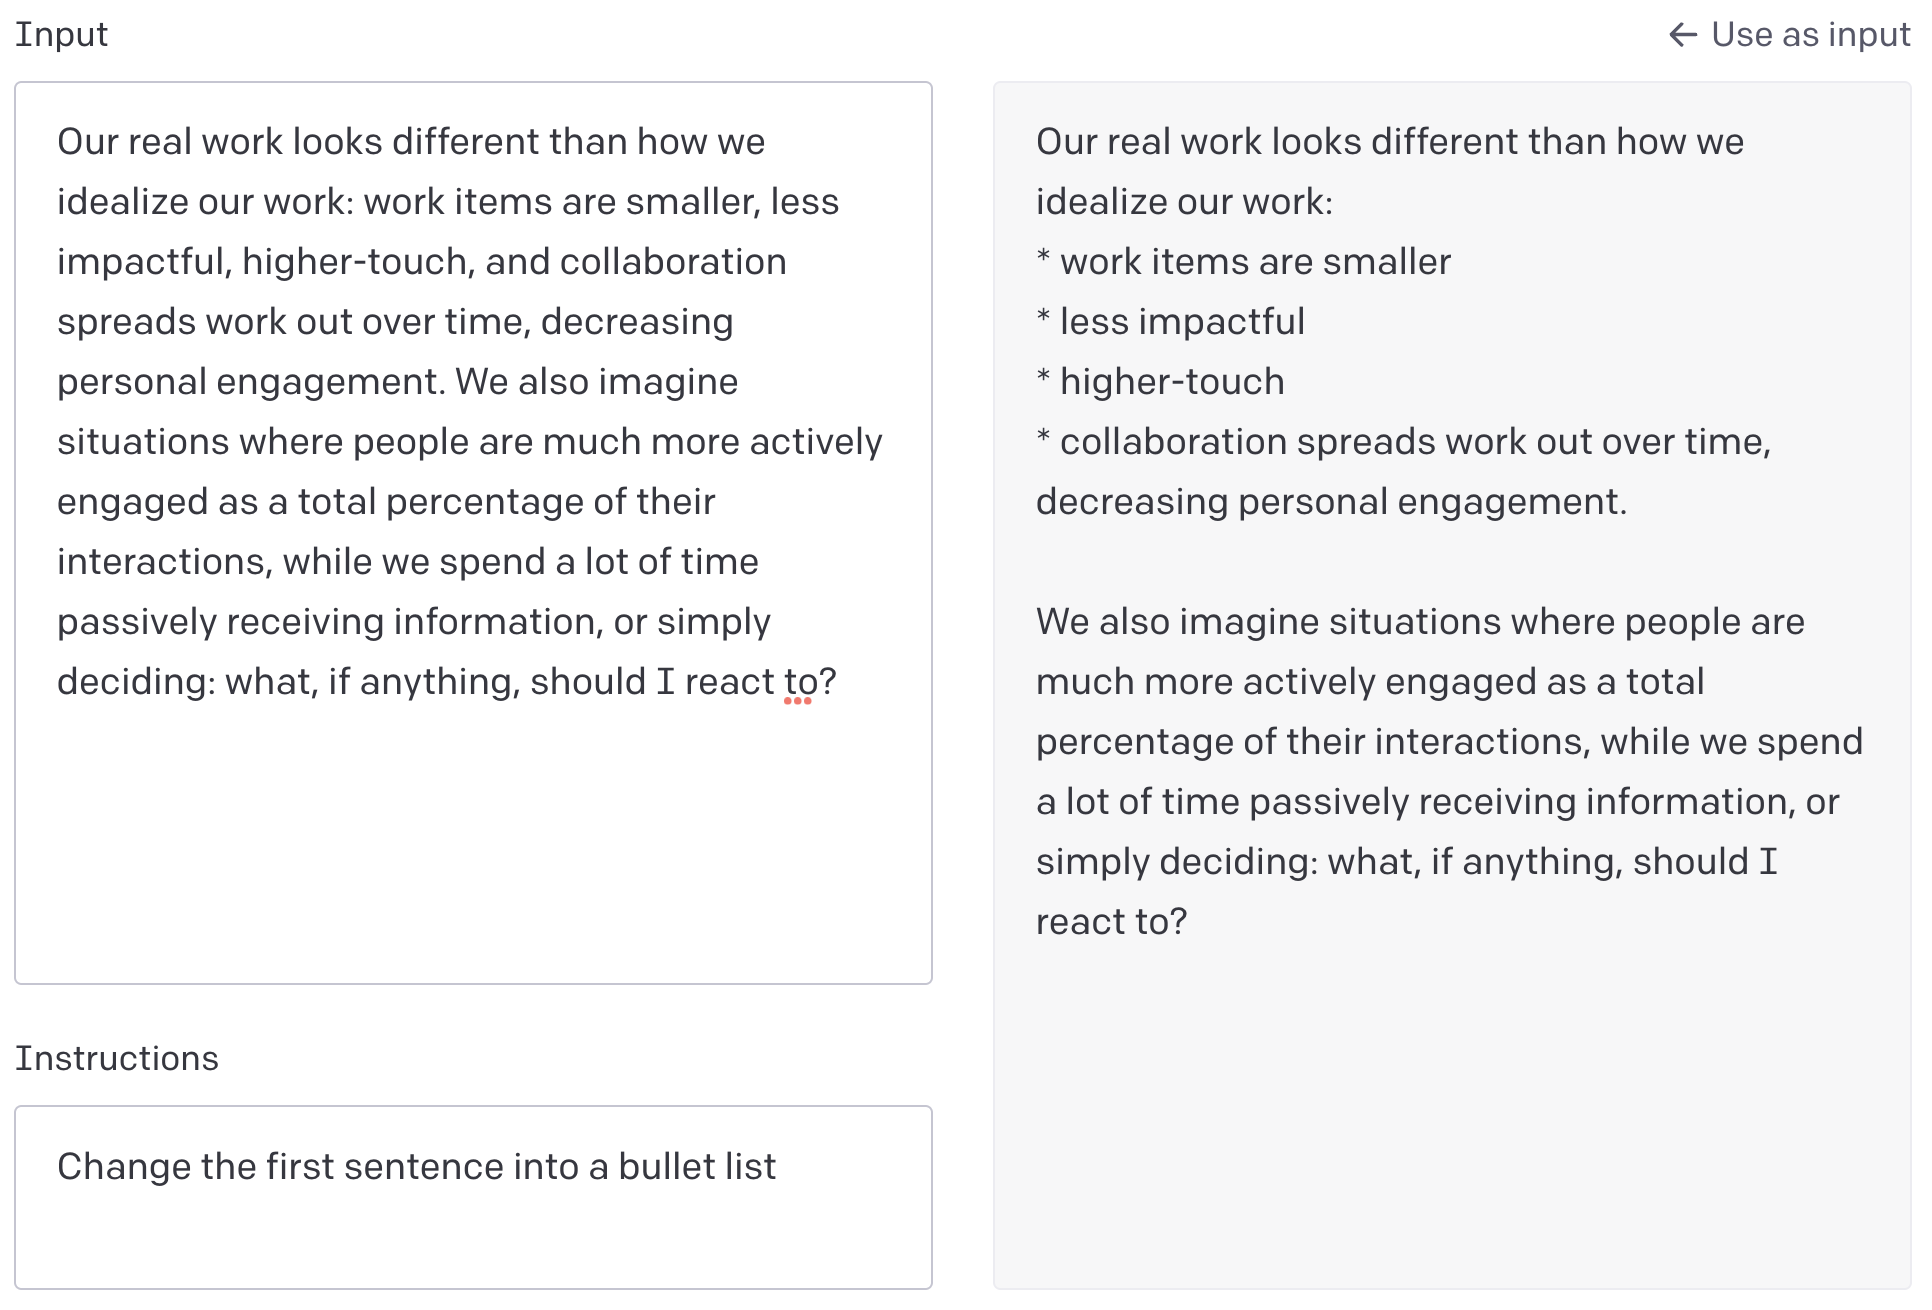 Input
Our real work looks different than how we
idealize our work: work items are smaller, less
impactful, higher-touch, and collaboration
spreads work out over time, decreasing
personal engagement. We also imagine
situations where people are much more actively
engaged as a total percentage of their
interactions, while we spend a lot of time
passively receiving information, or simply
deciding: what, if anything, should I react to?
Instructions
Change the first sentence into a bullet list
← Use as input
Our real work looks different than how we
idealize our work:
* work items are smaller
* less impactful
* higher-touch
* collaboration spreads work out over time,
decreasing personal engagement.
We also imagine situations where people are
much more actively engaged as a total
percentage of their interactions, while we spend
a lot of time passively receiving information, or
simply deciding: what, if anything, should I
react to?